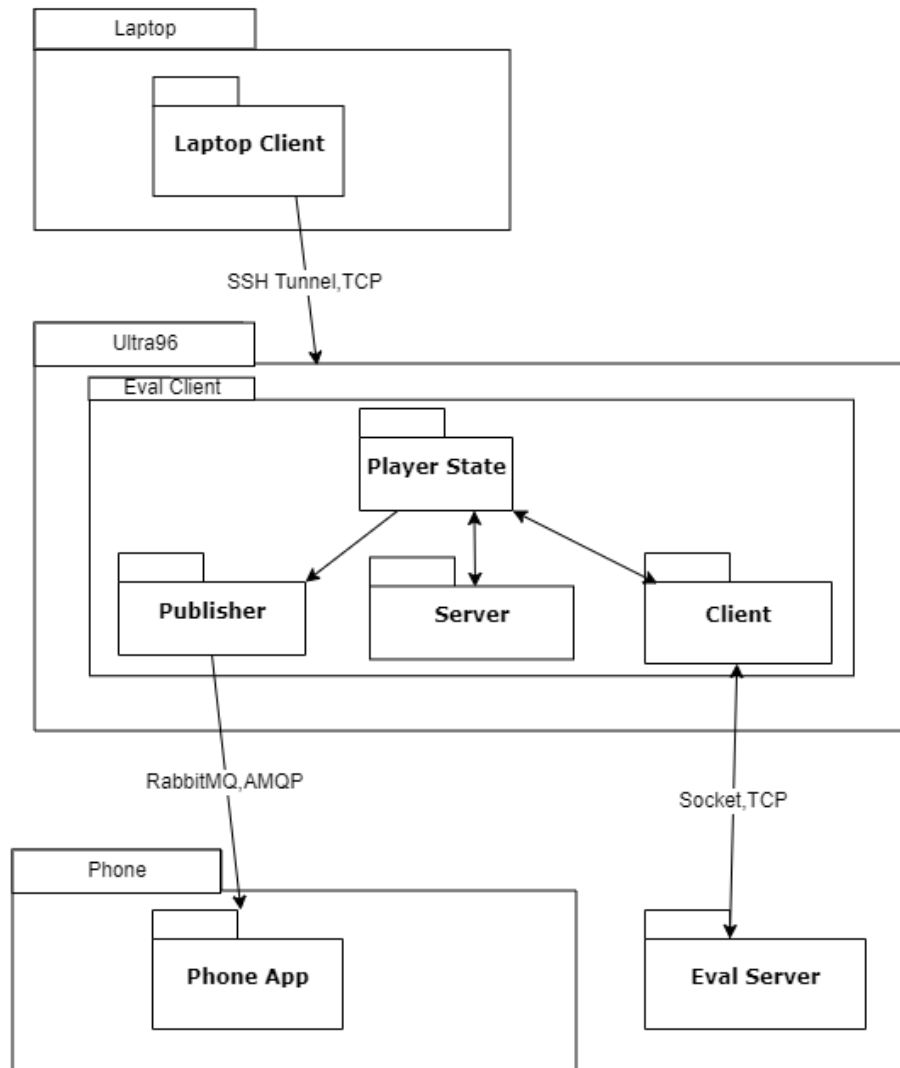 Laptop
Laptop Client
SSH Tunnel,TCP
Ultra96
Eval Client
Player State
Publisher
Server
Client
RabbitMQ,AMQP
Socket,TCP
Phone
Phone App
Eval Server